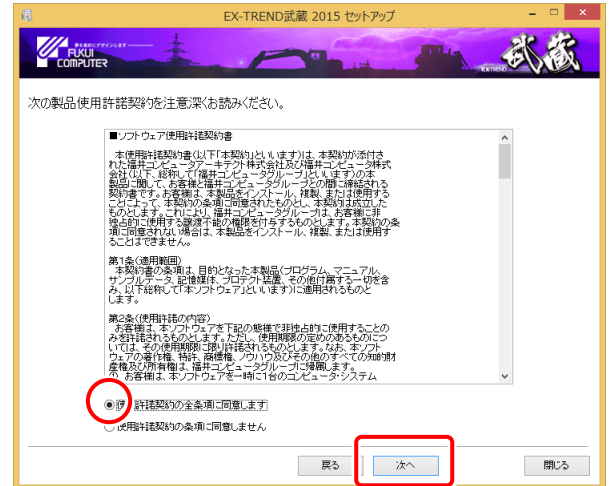 EX-TREND武蔵 2015 セットアップ
夢を目的にデザインします
FUKUI
COMPUTER
EX-TREND
武蔵
次の製品使用許諾契約を注意深くお読みください。
■ソフトウェア使用許諾契約書
本使用許諾契約書(以下「本契約」といいます)は、本契約が添付さ
れた福井コンピュータアーキテクト株式会社及び福井コンピュータ株式
会社(以下、総称して「福井コンピュータグループ」といいます)の本
製品に関して、お客様と福井コンピュータグループとの間に締結される
契約書です。お客様は、本製品をインストール、複製、または使用する
ことによって、本契約の条項に同意されたものとし、本契約は成立した
ものとします。これにより、福井コンピュータグループは、お客様に非
独占的に使用する譲渡不能の権限を付与するものとします。本契約の条
項に同意されない場合は、本製品をインストール、複製、または使用す
ることはできません。
第1条(適用範囲)
本契約書の条項は、目的となった本製品(プログラム、マニュアル、
サンプルデータ、記憶媒体、プロテクト装置、その他付属する一切を含
み、以下総称して「本ソフトウェア」といいます)に適用されるものと
します。
第2条(使用許諾の内容)
お客様は、本ソフトウェアを下記の態様で非独占的に使用することの
みを許諾されるものとします。ただし、使用期限の定めのあるものにつ
いては、その使用期限に限り許諾されるものとします。なお、本ソフト
ウェアの著作権、特許、商標権、ノウハウ及びその他のすべての知的財
産権及び所有権は、福井コンピュータグループに帰属します。
① お客様は、本ソフトウェアを一時に1台のコンピュータ・システム
使 許諾契約の全条項に同意します
使用許諾契約の条項に同意しません
戻る
次へ
閉じる